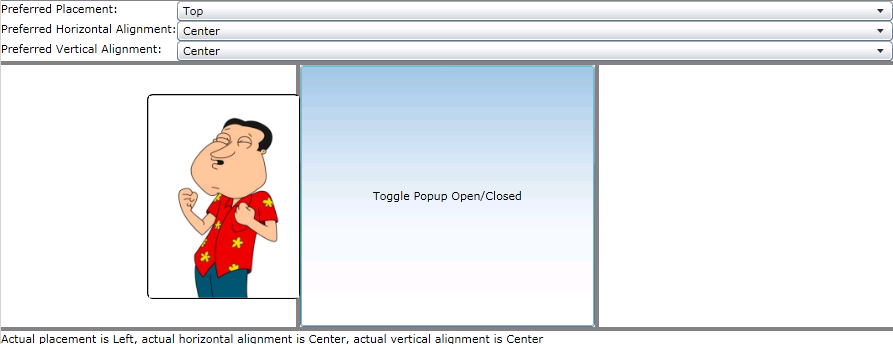 Preferred Placement: Top
Preferred Horizontal Alignment: Center
Preferred Vertical Alignment: Center
Toggle Popup Open/Closed
Actual placement is Left, actual horizontal alignment is Center, actual vertical alignment is Center